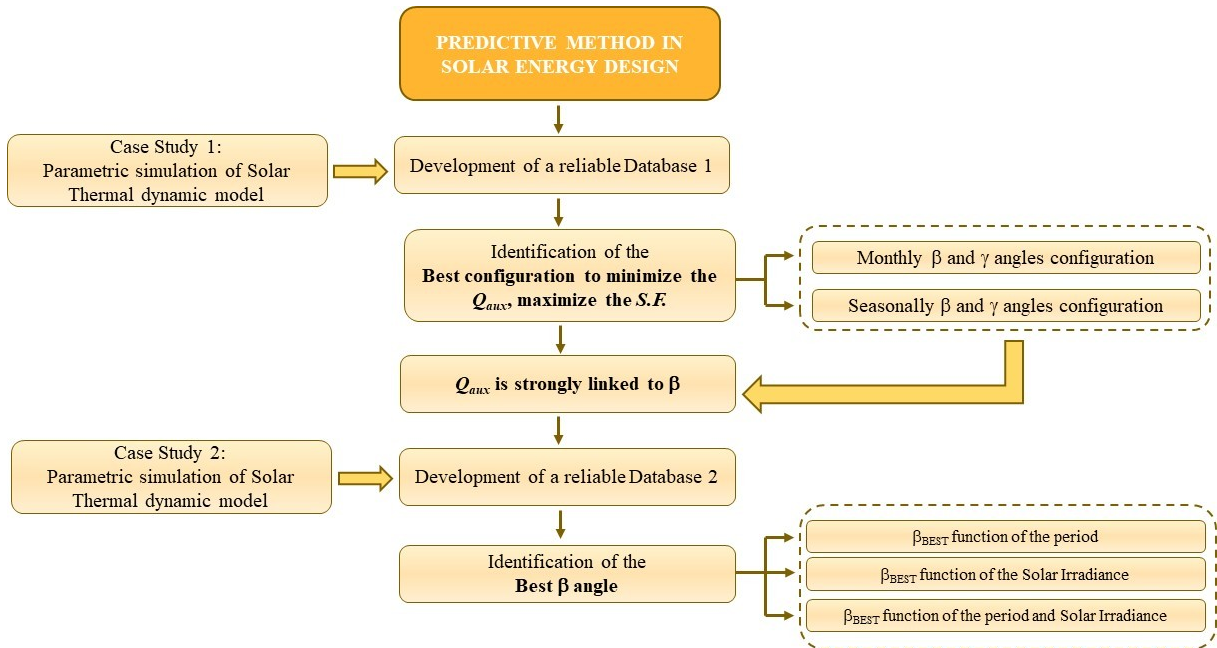 PREDICTIVE METHOD IN
SOLAR ENERGY DESIGN
Case Study 1:
Parametric simulation of Solar
Thermal dynamic model
Development of a reliable Database 1
Identification of the
Best configuration to minimize the
Qaux, maximize the S.F.
Monthly β and γ angles configuration
Seasonally β and γ angles configuration
Qaux is strongly linked to β
Case Study 2:
Parametric simulation of Solar
Thermal dynamic model
Development of a reliable Database 2
Identification of the
Best β angle
βBEST function of the period
βBEST function of the Solar Irradiance
βBEST function of the period and Solar Irradiance